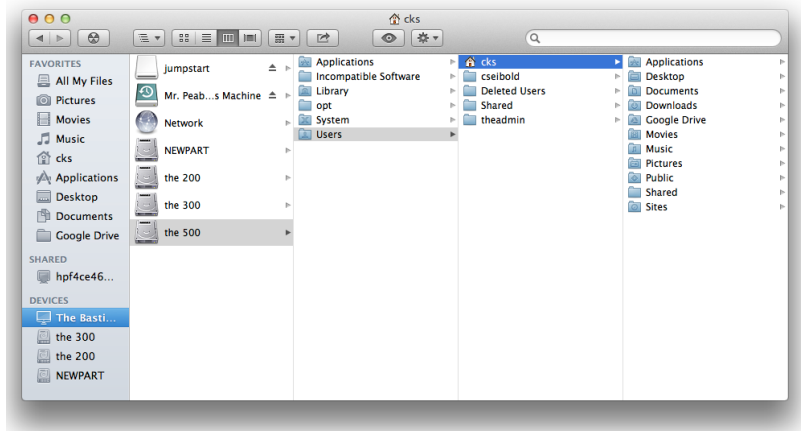 cks
FAVORITES
All My Files
Pictures
Movies
Music
cks
Applications
Desktop
Documents
Google Drive
SHARED
hpf4ce46...
DEVICES
The Basti...
the 300
the 200
NEWPART
jumpstart
Mr. Peab...s Machine
Network
NEWPART
the 200
the 300
the 500
Applications
Incompatible Software
Library
opt
System
Users
cks
cseibold
Deleted Users
Shared
theadmin
Applications
Desktop
Documents
Downloads
Google Drive
Movies
Music
Pictures
Public
Shared
Sites